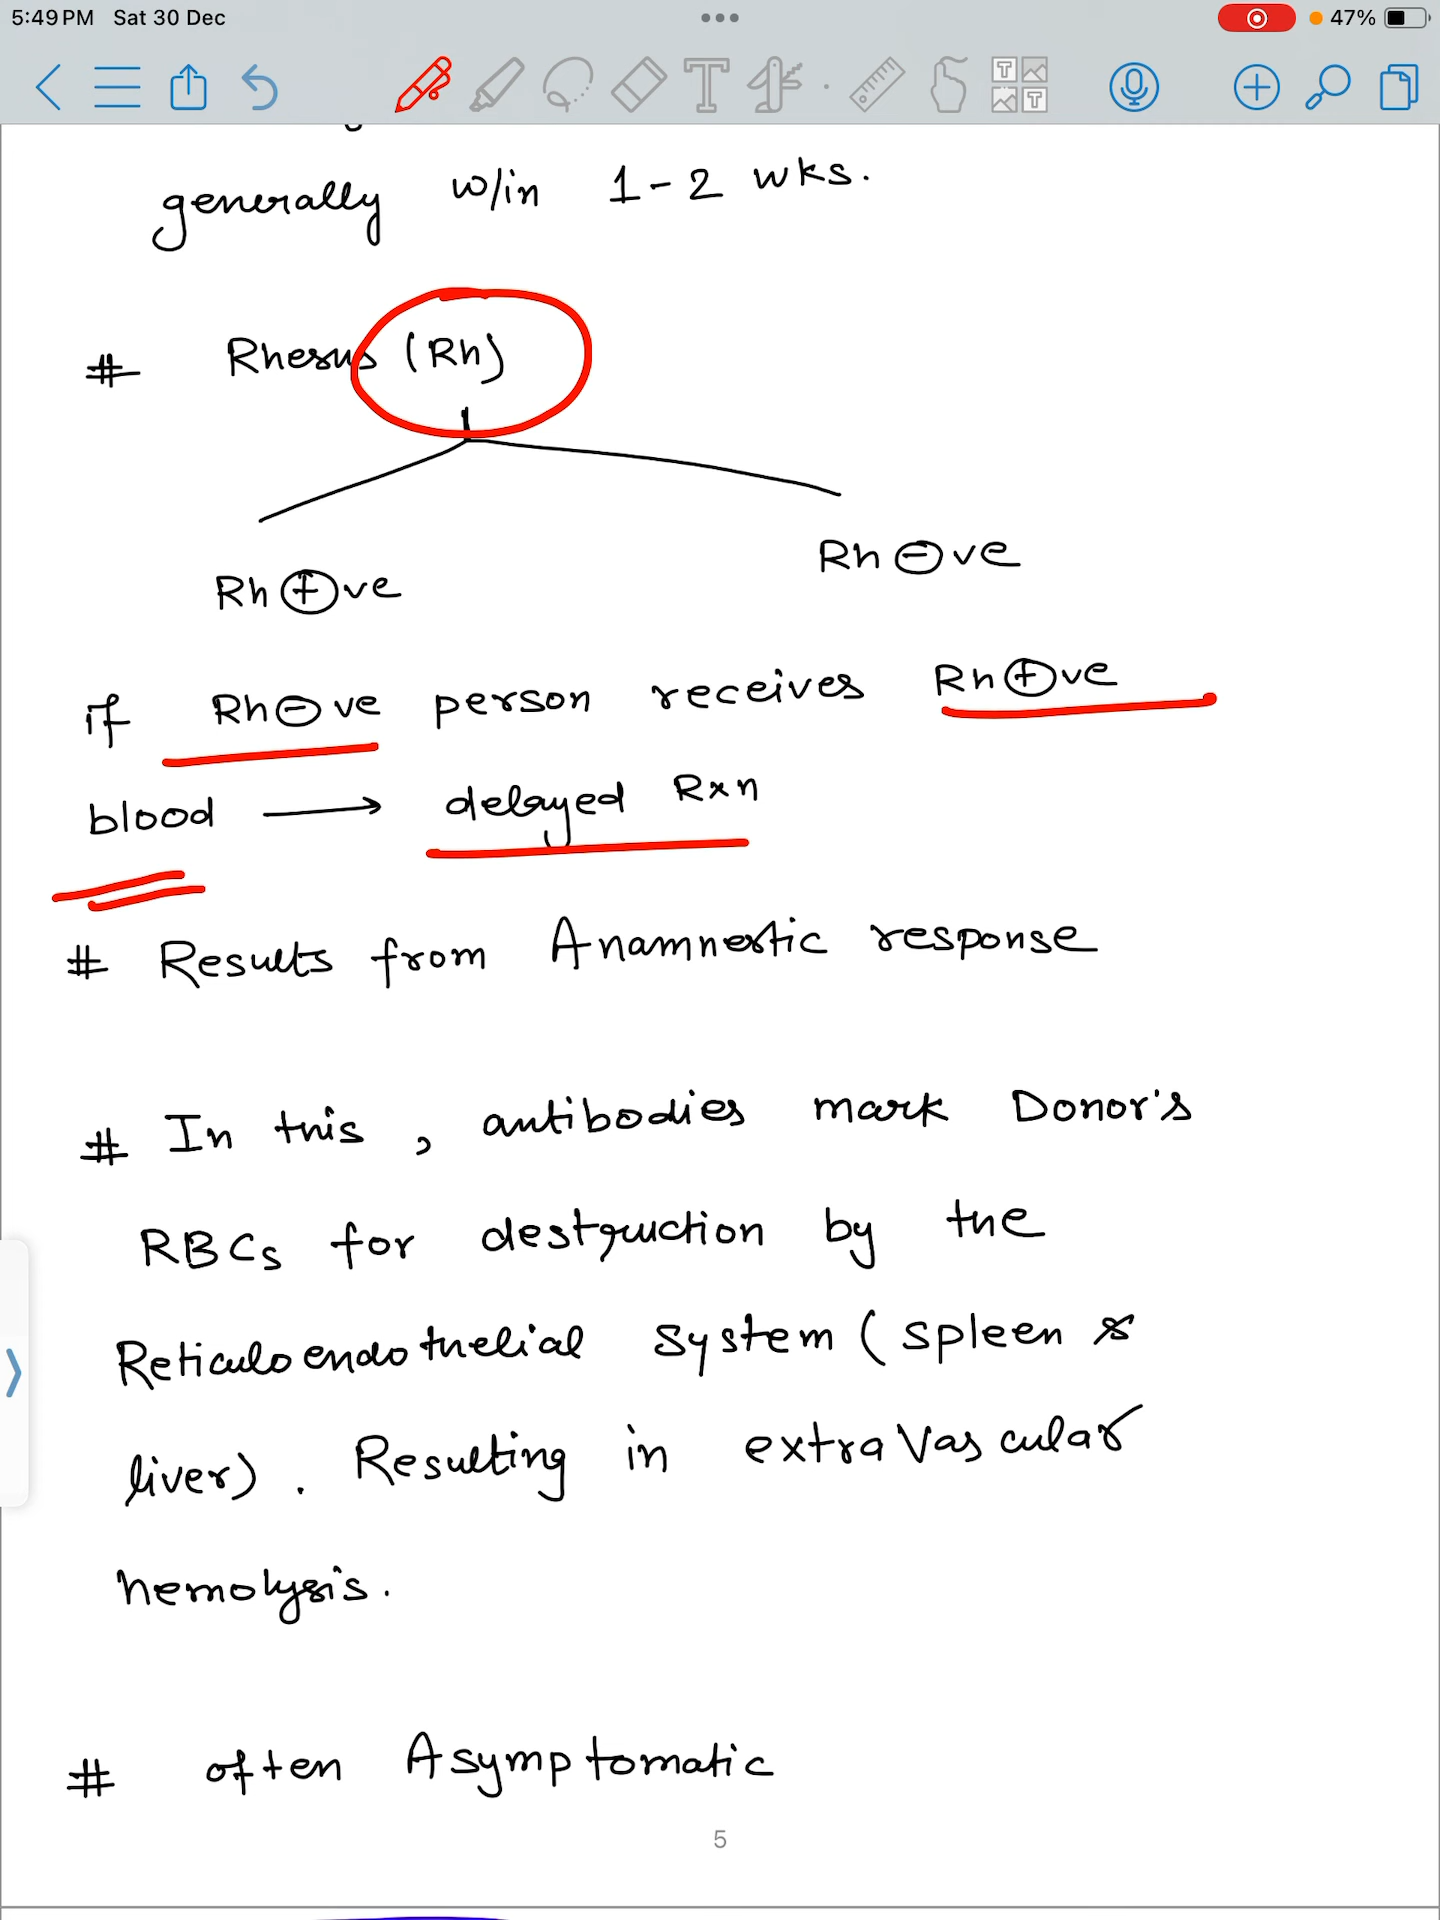 5:49 PM Sat 30 Dec
47%
generally w/in 1-2 wks.
# Rhesus (Rh)
Rh ⊕ve
Rh ⊖ve
if Rh⊖ve person receives Rh⊕ve
blood → delayed Rxn
# Results from Anamnestic response
# In this, antibodies mark Donor's
RBCs for destruction by the
Reticuloendothelial system (spleen &
liver). Resulting in extravascular
hemolysis.
# often Asymptomatic
5